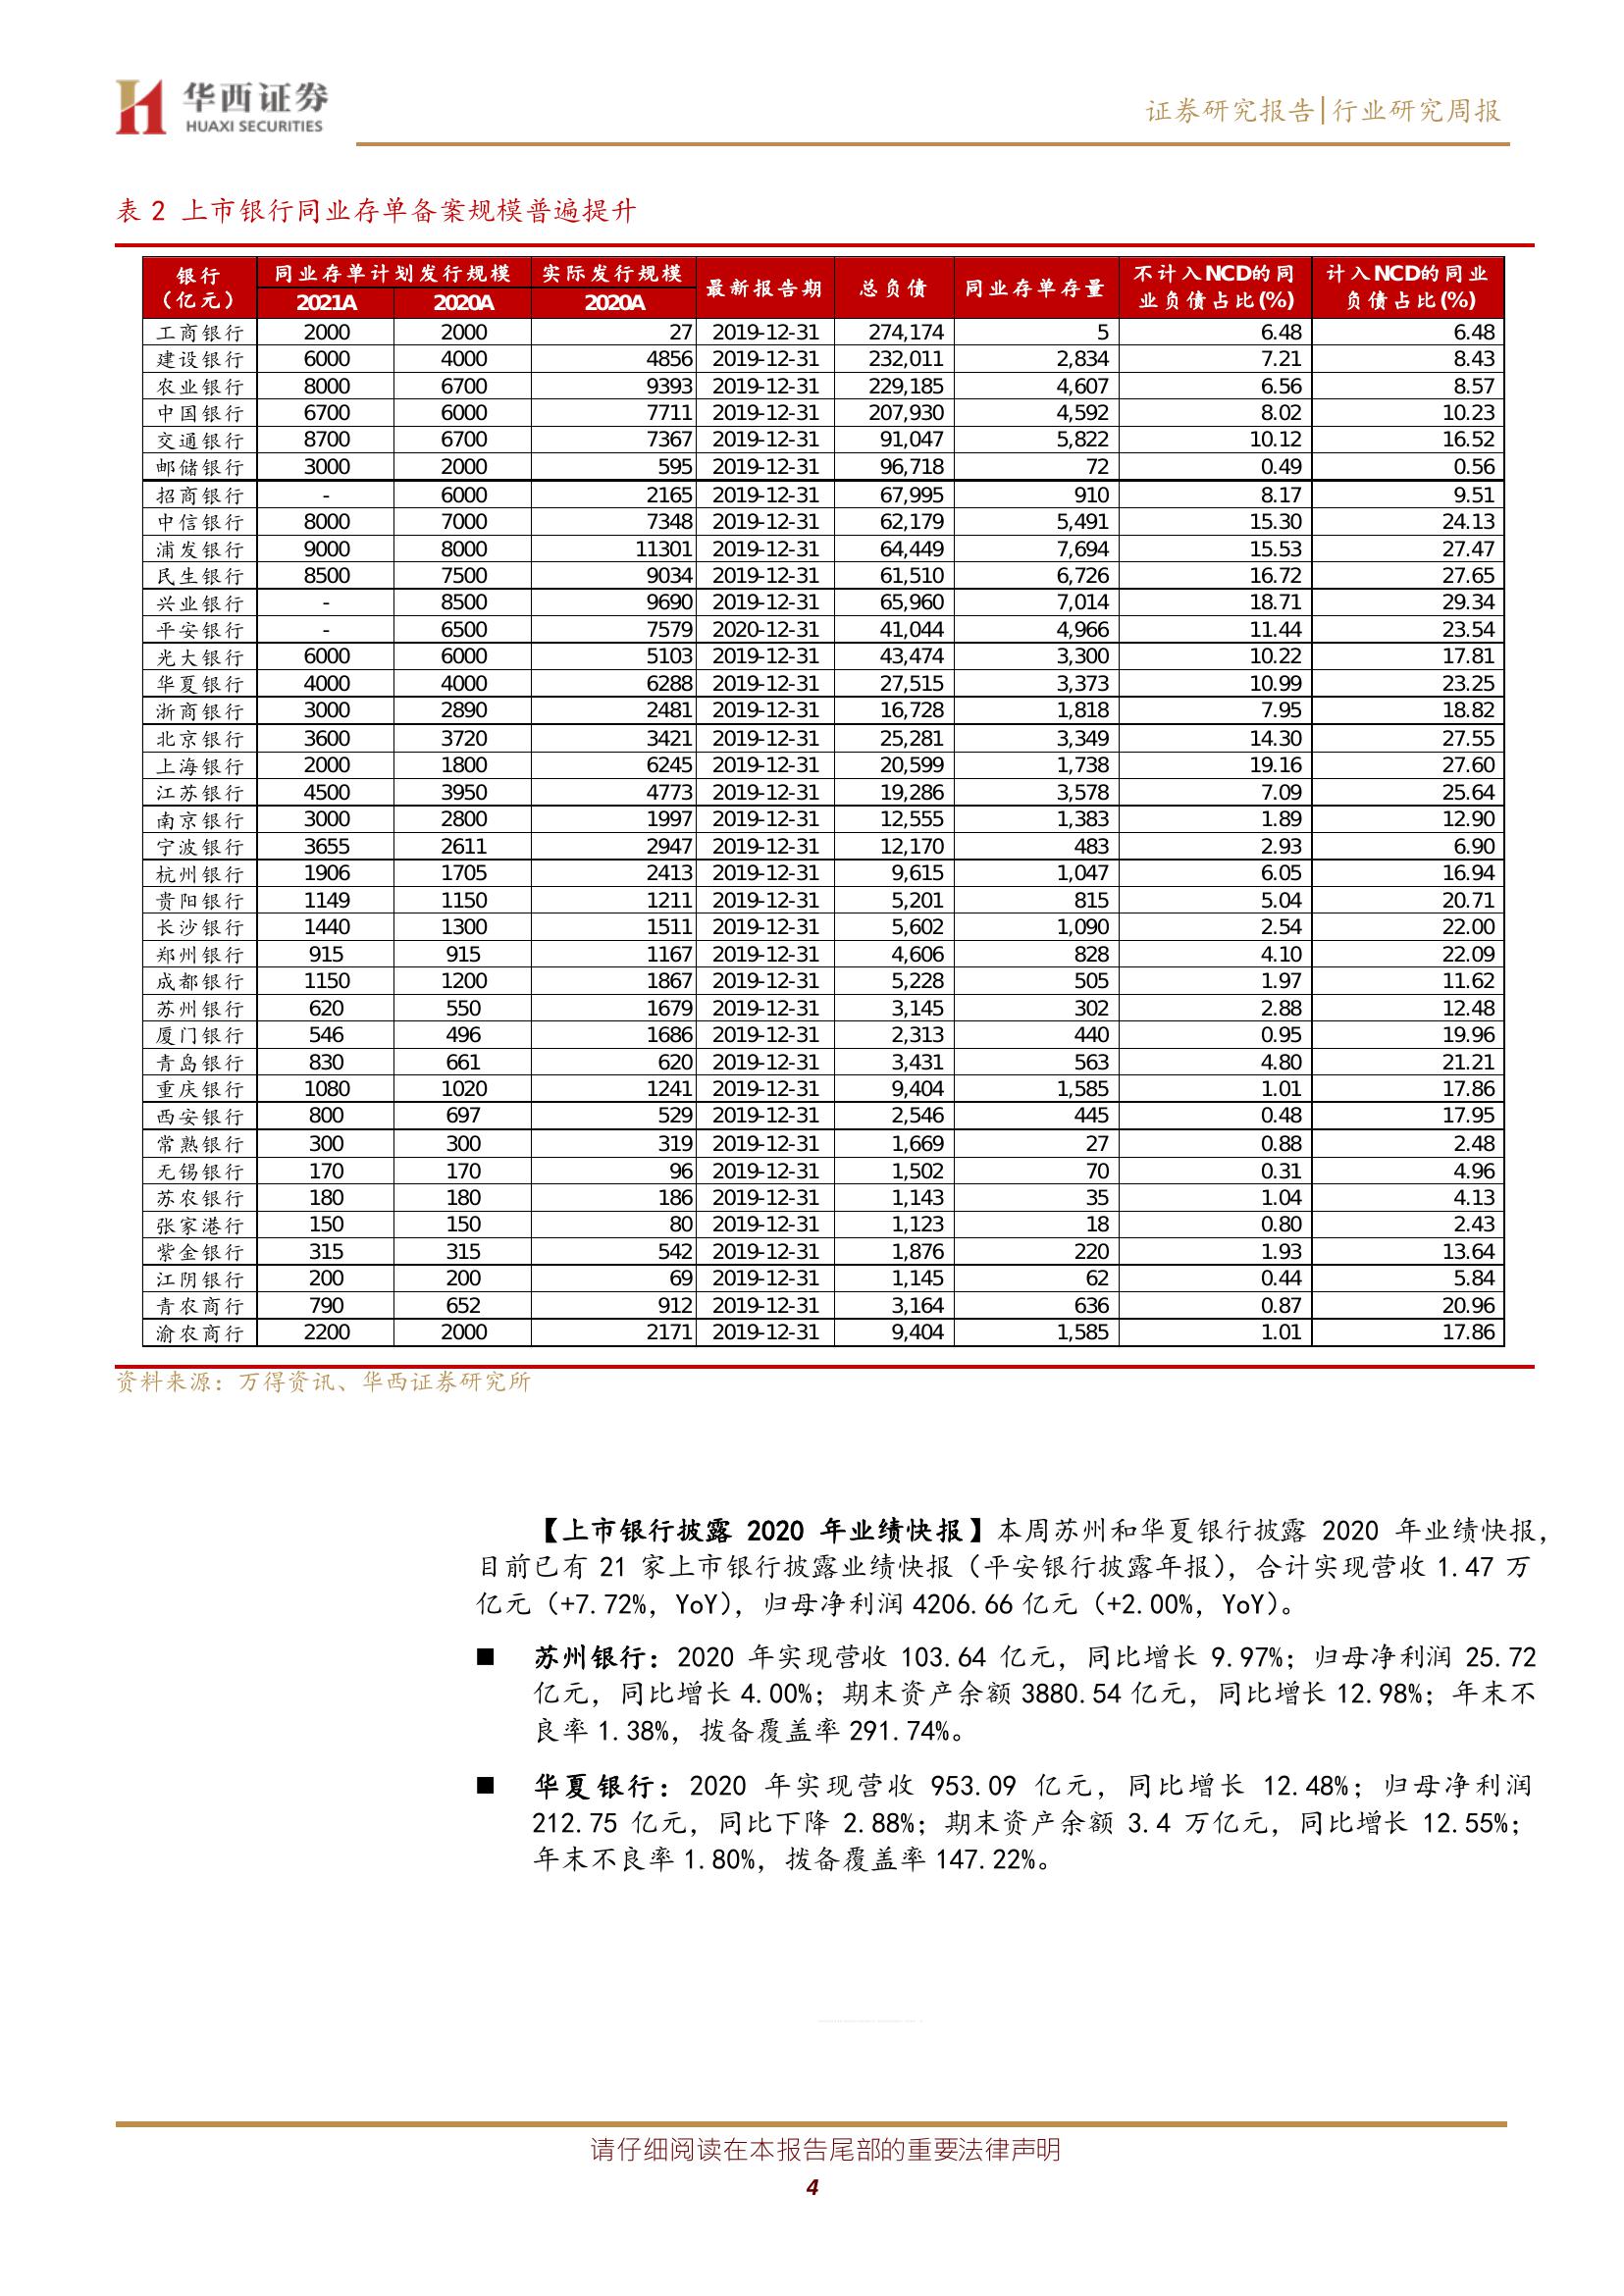 华西证券
HUAXI SECURITIES
证券研究报告|行业研究周报
表 2 上市银行同业存单备案规模普遍提升
银行（亿元） 同业存单计划发行规模 实际发行规模 最新报告期 总负债 同业存单存量 不计入NCD的同业负债占比(%) 计入NCD的同业负债占比(%)
2021A 2020A 2020A
工商银行 2000 2000 27 2019-12-31 274,174 5 6.48 6.48
建设银行 6000 4000 4856 2019-12-31 232,011 2,834 7.21 8.43
农业银行 8000 6700 9393 2019-12-31 229,185 4,607 6.56 8.57
中国银行 6700 6000 7711 2019-12-31 207,930 4,592 8.02 10.23
交通银行 8700 6700 7367 2019-12-31 91,047 5,822 10.12 16.52
邮储银行 3000 2000 595 2019-12-31 96,718 72 0.49 0.56
招商银行 - 6000 2165 2019-12-31 67,995 910 8.17 9.51
中信银行 8000 7000 7348 2019-12-31 62,179 5,491 15.30 24.13
浦发银行 9000 8000 11301 2019-12-31 64,449 7,694 15.53 27.47
民生银行 8500 7500 9034 2019-12-31 61,510 6,726 16.72 27.65
兴业银行 - 8500 9690 2019-12-31 65,960 7,014 18.71 29.34
平安银行 - 6500 7579 2020-12-31 41,044 4,966 11.44 23.54
光大银行 6000 6000 5103 2019-12-31 43,474 3,300 10.22 17.81
华夏银行 4000 4000 6288 2019-12-31 27,515 3,373 10.99 23.25
浙商银行 3000 2890 2481 2019-12-31 16,728 1,818 7.95 18.82
北京银行 3600 3720 3421 2019-12-31 25,281 3,349 14.30 27.55
上海银行 2000 1800 6245 2019-12-31 20,599 1,738 19.16 27.60
江苏银行 4500 3950 4773 2019-12-31 19,286 3,578 7.09 25.64
南京银行 3000 2800 1997 2019-12-31 12,555 1,383 1.89 12.90
宁波银行 3655 2611 2947 2019-12-31 12,170 483 2.93 6.90
杭州银行 1906 1705 2413 2019-12-31 9,615 1,047 6.05 16.94
贵阳银行 1149 1150 1211 2019-12-31 5,201 815 5.04 20.71
长沙银行 1440 1300 1511 2019-12-31 5,602 1,090 2.54 22.00
郑州银行 915 915 1167 2019-12-31 4,606 828 4.10 22.09
成都银行 1150 1200 1867 2019-12-31 5,228 505 1.97 11.62
苏州银行 620 550 1679 2019-12-31 3,145 302 2.88 12.48
厦门银行 546 496 1686 2019-12-31 2,313 440 0.95 19.96
青岛银行 830 661 620 2019-12-31 3,431 563 4.80 21.21
重庆银行 1080 1020 1241 2019-12-31 9,404 1,585 1.01 17.86
西安银行 800 697 529 2019-12-31 2,546 445 0.48 17.95
常熟银行 300 300 319 2019-12-31 1,669 27 0.88 2.48
无锡银行 170 170 96 2019-12-31 1,502 70 0.31 4.96
苏农银行 180 180 186 2019-12-31 1,143 35 1.04 4.13
张家港行 150 150 80 2019-12-31 1,123 18 0.80 2.43
紫金银行 315 315 542 2019-12-31 1,876 220 1.93 13.64
江阴银行 200 200 69 2019-12-31 1,145 62 0.44 5.84
青农商行 790 652 912 2019-12-31 3,164 636 0.87 20.96
渝农商行 2200 2000 2171 2019-12-31 9,404 1,585 1.01 17.86
资料来源：万得资讯、华西证券研究所
【上市银行披露 2020 年业绩快报】本周苏州和华夏银行披露 2020 年业绩快报，
目前已有 21 家上市银行披露业绩快报（平安银行披露年报），合计实现营收 1.47 万
亿元（+7.72%，YoY），归母净利润 4206.66 亿元（+2.00%，YoY）。
■ 苏州银行：2020 年实现营收 103.64 亿元，同比增长 9.97%；归母净利润 25.72
亿元，同比增长 4.00%；期末资产余额 3880.54 亿元，同比增长 12.98%；年末不
良率 1.38%，拨备覆盖率 291.74%。
■ 华夏银行：2020 年实现营收 953.09 亿元，同比增长 12.48%；归母净利润
212.75 亿元，同比下降 2.88%；期末资产余额 3.4 万亿元，同比增长 12.55%；
年末不良率 1.80%，拨备覆盖率 147.22%。
请仔细阅读在本报告尾部的重要法律声明
4